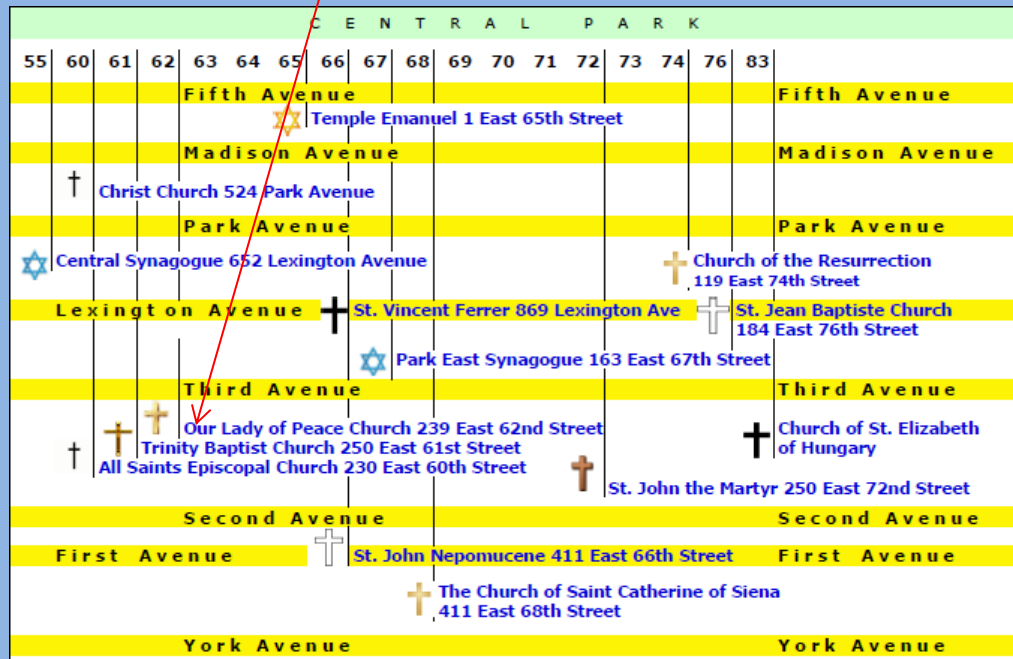 C E N T R A L P A R K
55 60 61 62 63 64 65 66 67 68 69 70 71 72 73 74 76 83
Fifth Avenue Fifth Avenue
Temple Emanuel 1 East 65th Street
Madison Avenue Madison Avenue
Christ Church 524 Park Avenue
Park Avenue Park Avenue
Central Synagogue 652 Lexington Avenue
Church of the Resurrection
119 East 74th Street
Lexington Avenue
St. Vincent Ferrer 869 Lexington Ave
St. Jean Baptiste Church
184 East 76th Street
Park East Synagogue 163 East 67th Street
Third Avenue Third Avenue
Our Lady of Peace Church 239 East 62nd Street
Trinity Baptist Church 250 East 61st Street
All Saints Episcopal Church 230 East 60th Street
Church of St. Elizabeth
of Hungary
St. John the Martyr 250 East 72nd Street
Second Avenue Second Avenue
First Avenue
St. John Nepomucene 411 East 66th Street
First Avenue
The Church of Saint Catherine of Siena
411 East 68th Street
York Avenue York Avenue